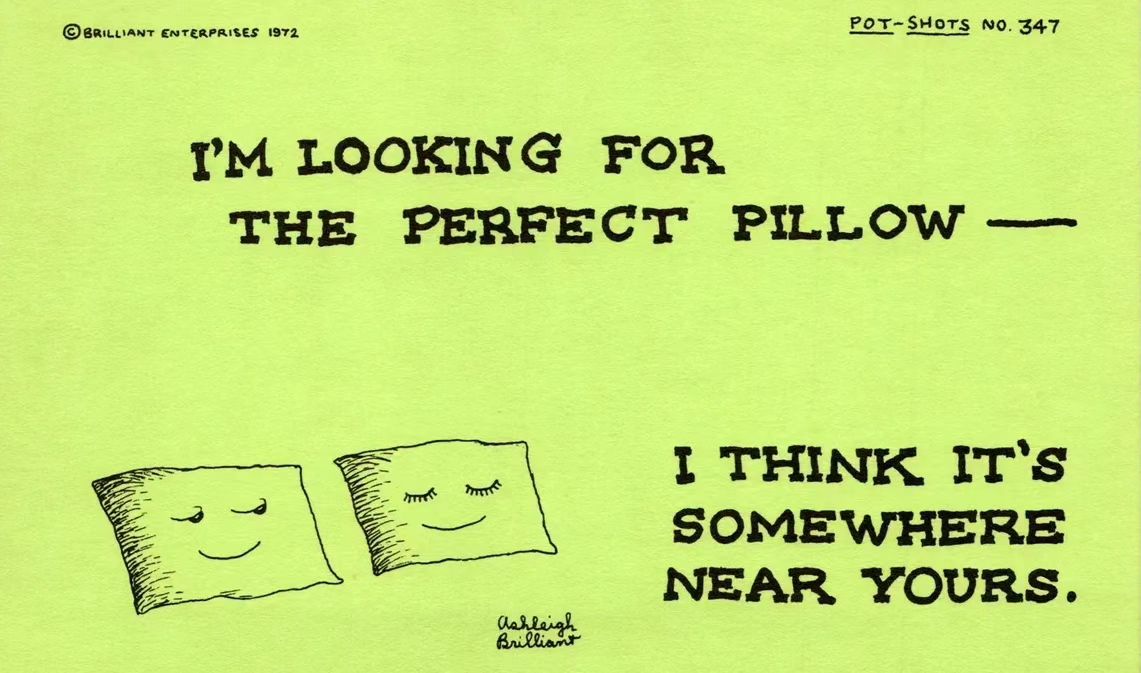 ©BRILLIANT ENTERPRISES 1972
POT-SHOTS NO. 347
I'M LOOKING FOR
THE PERFECT PILLOW —
I THINK IT'S
SOMEWHERE
NEAR YOURS.
Ashleigh
Brilliant